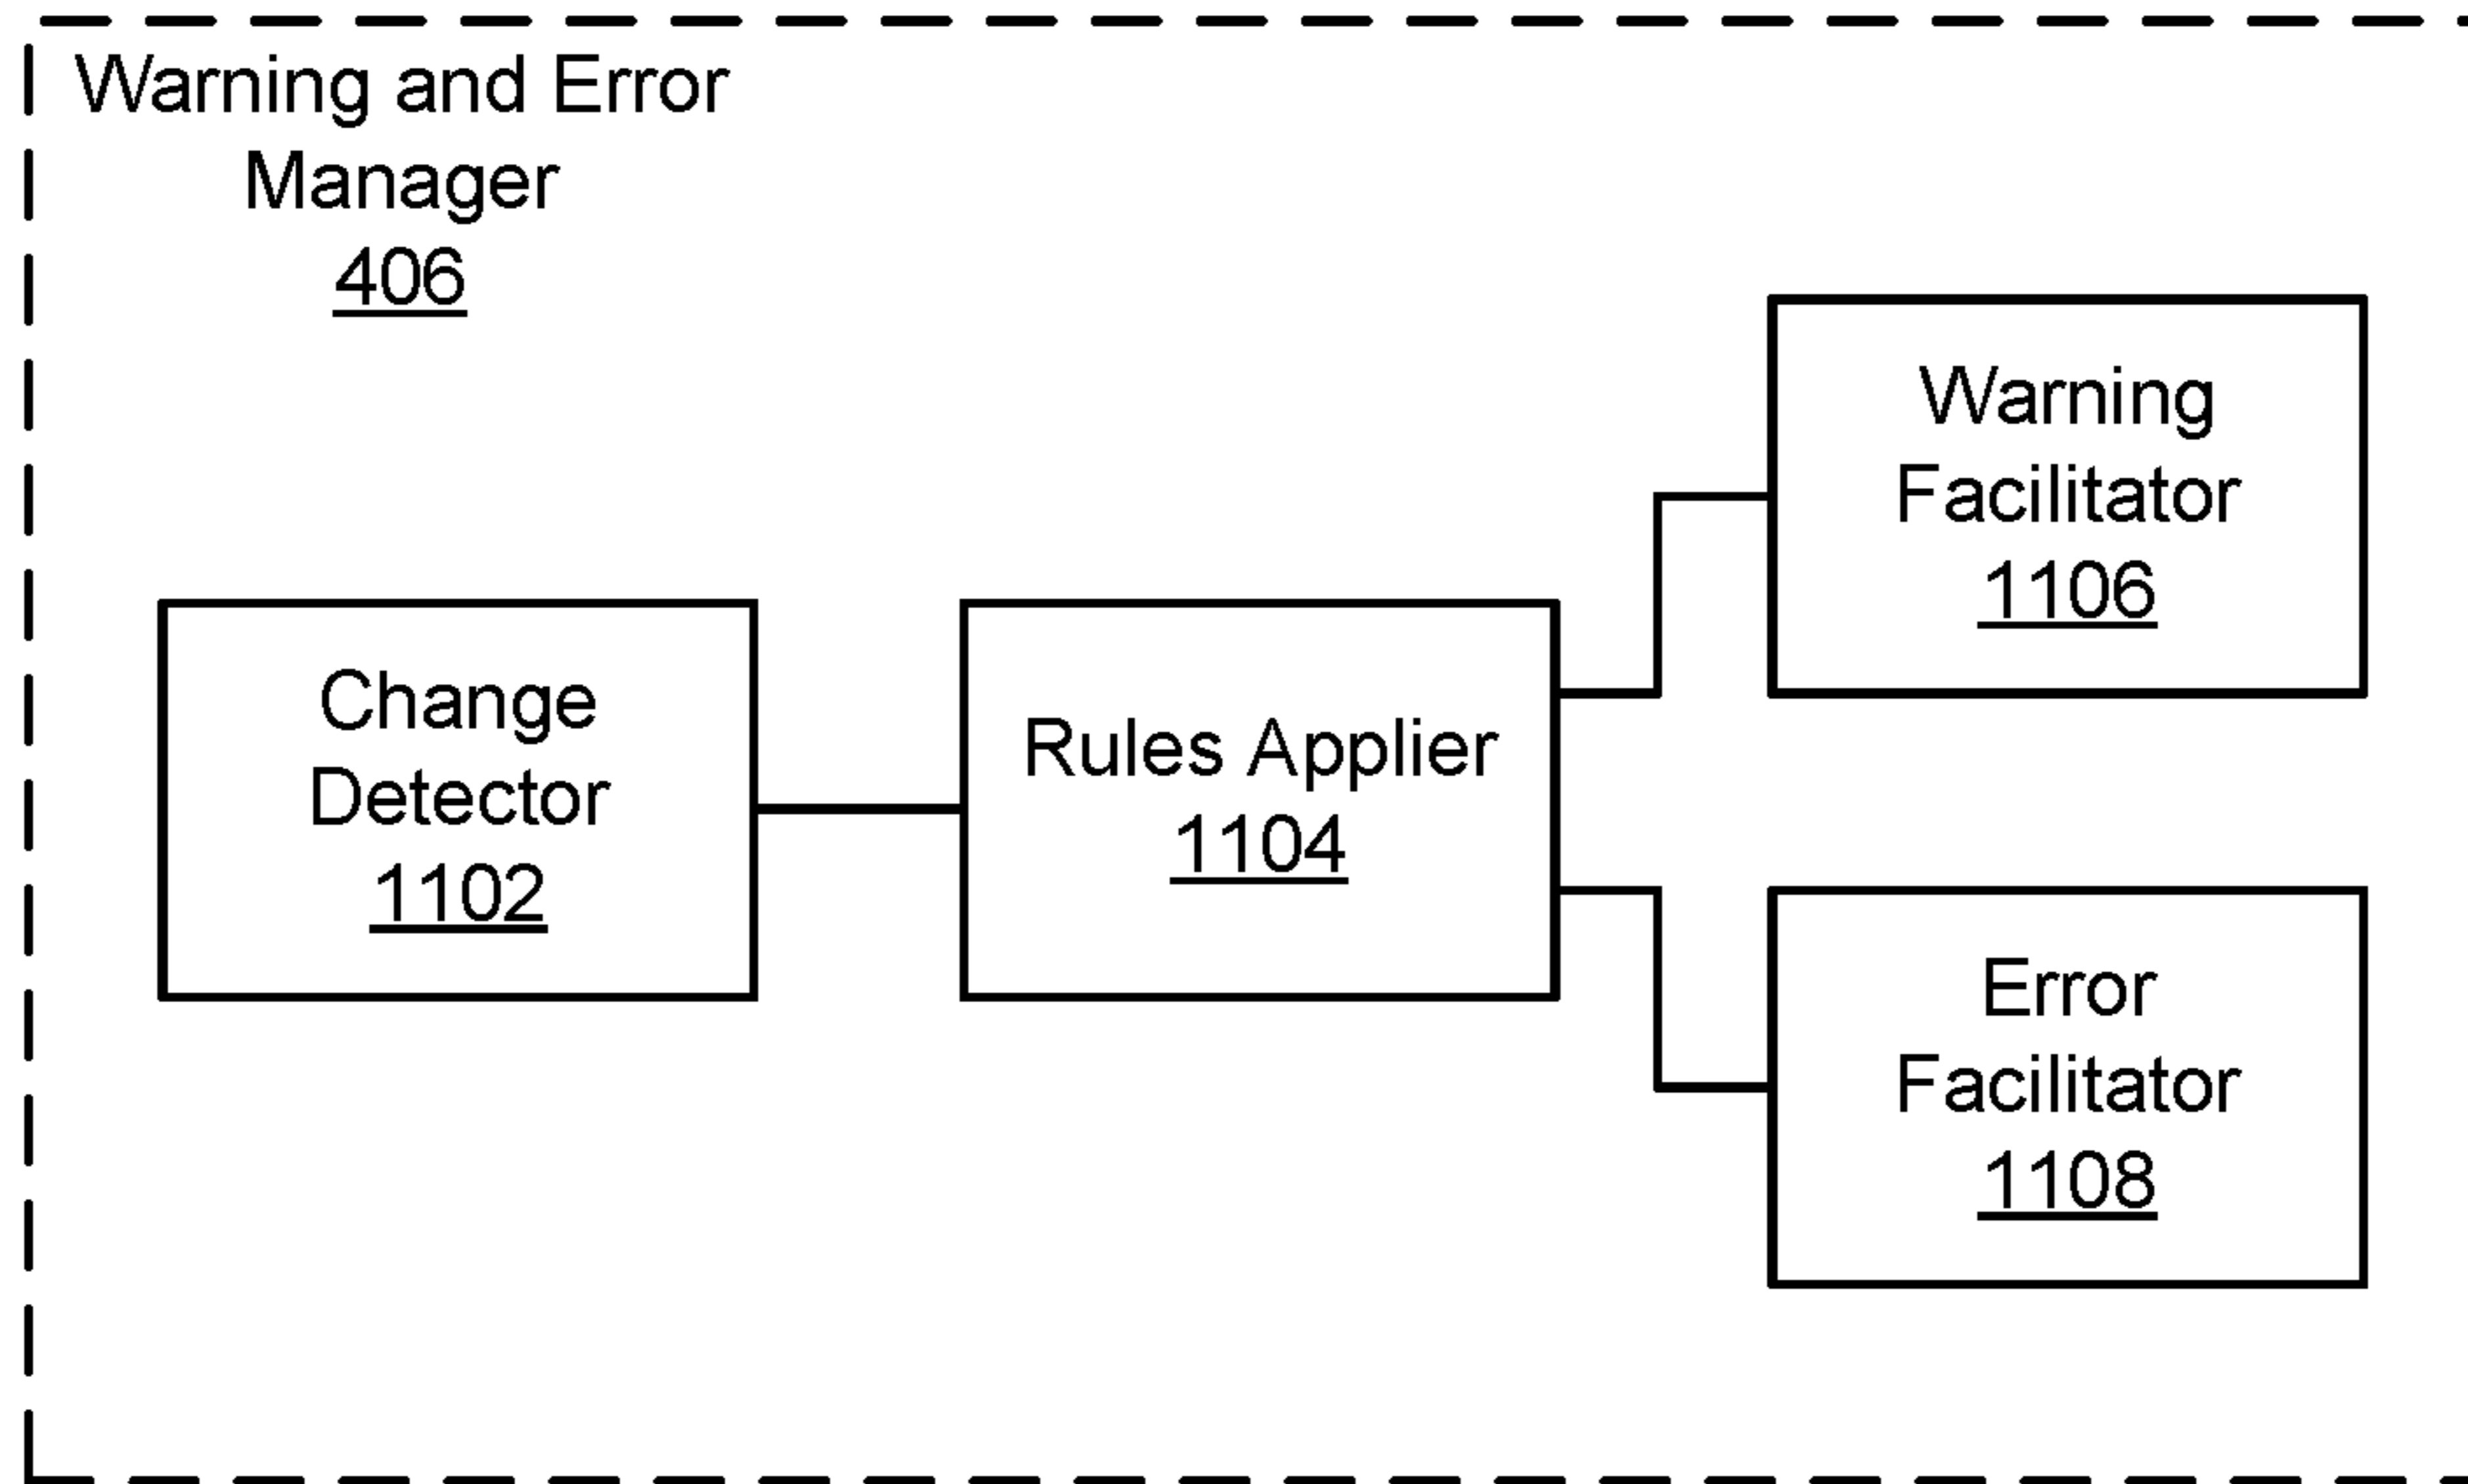 Warning and Error
Manager
406
Warning
Facilitator
1106
Change
Detector
1102
Rules Applier
1104
Error
Facilitator
1108